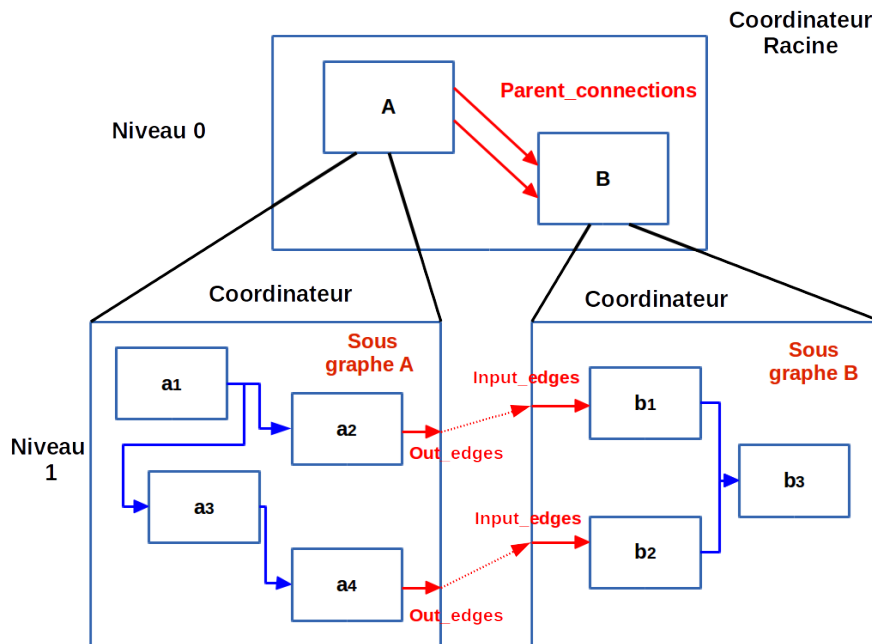 Coordinateur
Racine
A
Parent_connections
Niveau 0
B
Coordinateur
Coordinateur
Sous
graphe A
Sous
graphe B
a1
Input_edges
b1
a2
Out_edges
Niveau
1
b3
a3
Input_edges
b2
a4
Out_edges